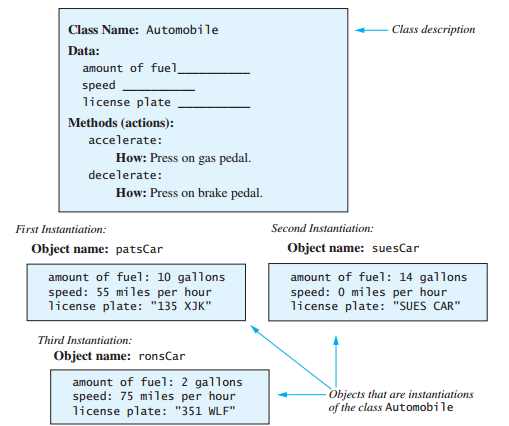 Class Name: Automobile
Class description
Data:
amount of fuel__________
speed __________
license plate __________
Methods (actions):
accelerate:
How: Press on gas pedal.
decelerate:
How: Press on brake pedal.
First Instantiation:
Object name: patsCar
amount of fuel: 10 gallons
speed: 55 miles per hour
license plate: "135 XJK"
Second Instantiation:
Object name: suesCar
amount of fuel: 14 gallons
speed: 0 miles per hour
license plate: "SUES CAR"
Third Instantiation:
Object name: ronsCar
amount of fuel: 2 gallons
speed: 75 miles per hour
license plate: "351 WLF"
Objects that are instantiations
of the class Automobile